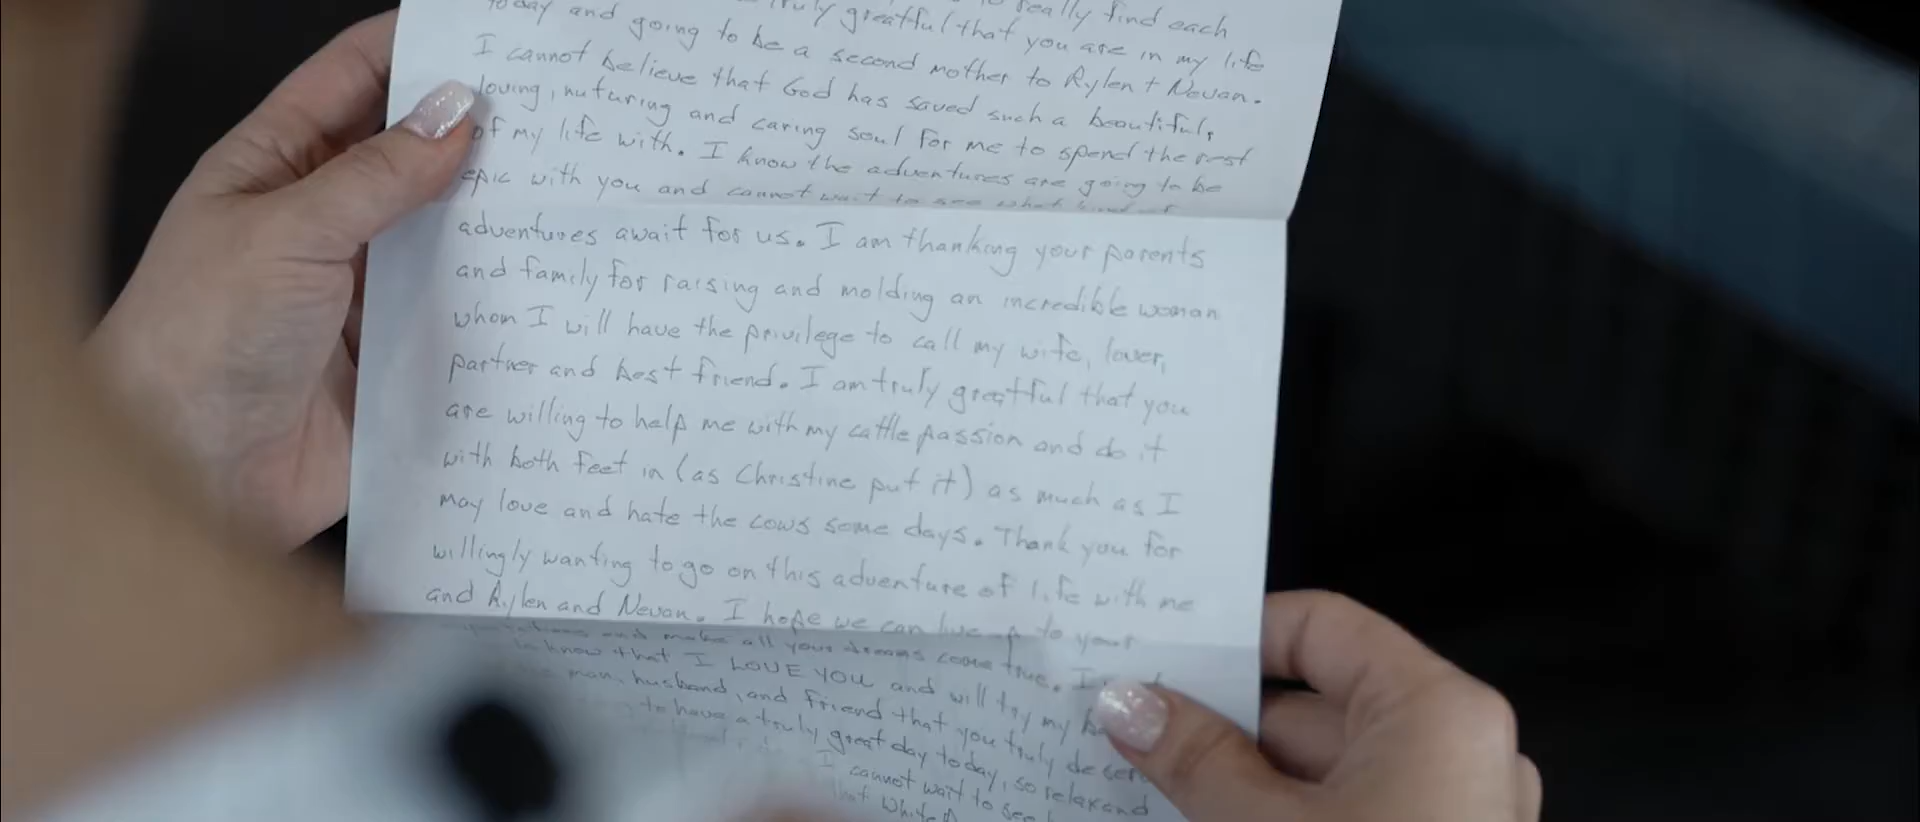 really find each
today and truly greatful that you are in my life
going to be a second mother to Rylen + Nevan.
I cannot believe that God has saved such a beautiful,
loving, nuturing and caring soul for me to spend the rest
of my life with. I know the adventures are going to be
epic with you and cannot wait to see what kind of
adventures await for us. I am thanking your parents
and family for raising and molding an incredible woman
whom I will have the privilege to call my wife, lover,
partner and best friend. I am truly greatful that you
are willing to help me with my cattle passion and do it
with both feet in (as Christine put it) as much as I
may love and hate the cows some days. Thank you for
willingly wanting to go on this adventure of life with me
and Rylen and Nevan. I hope we can live up to your
and make all your dreams come true. I
know that I LOVE YOU and will try my
man, husband, and friend that you truly deser
to have a truly great day today, so relax and
I cannot wait to see
that white